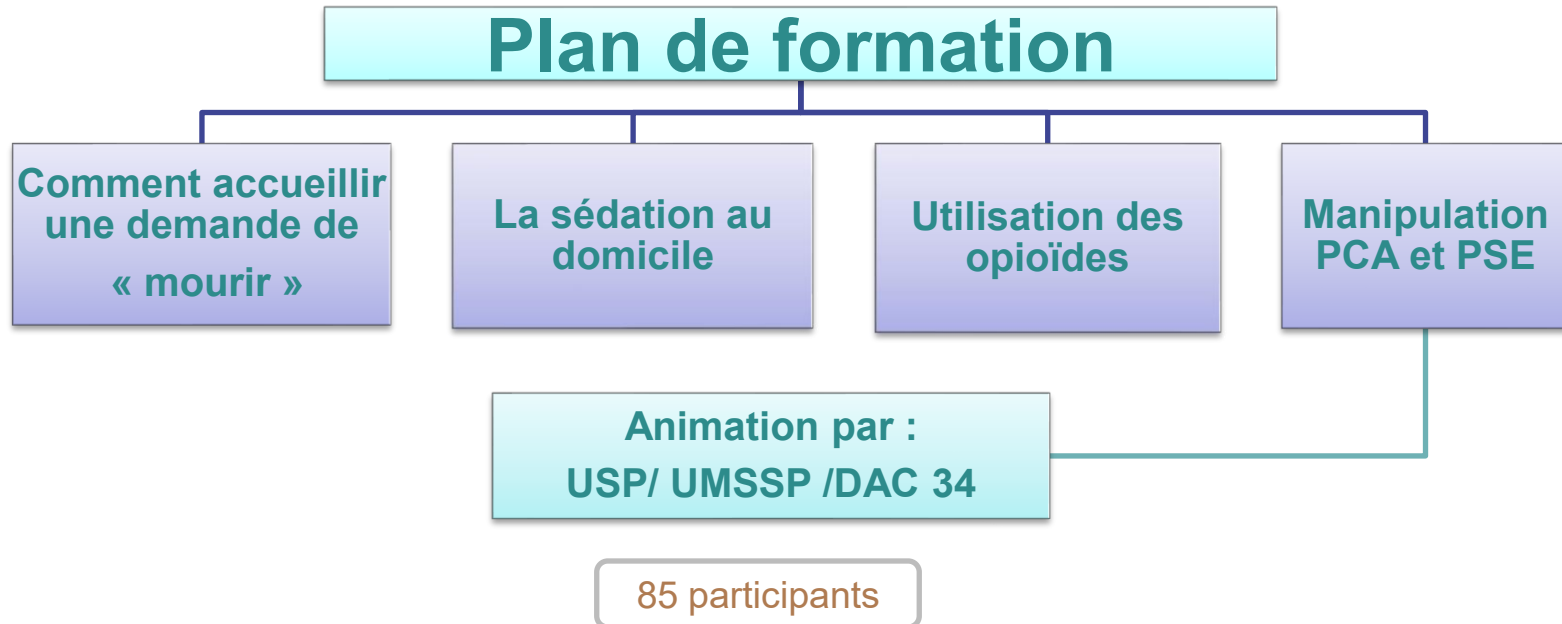 Plan de formation
Comment accueillir
une demande de
« mourir »
La sédation au
domicile
Utilisation des
opioïdes
Manipulation
PCA et PSE
Animation par :
USP/ UMSSP /DAC 34
85 participants